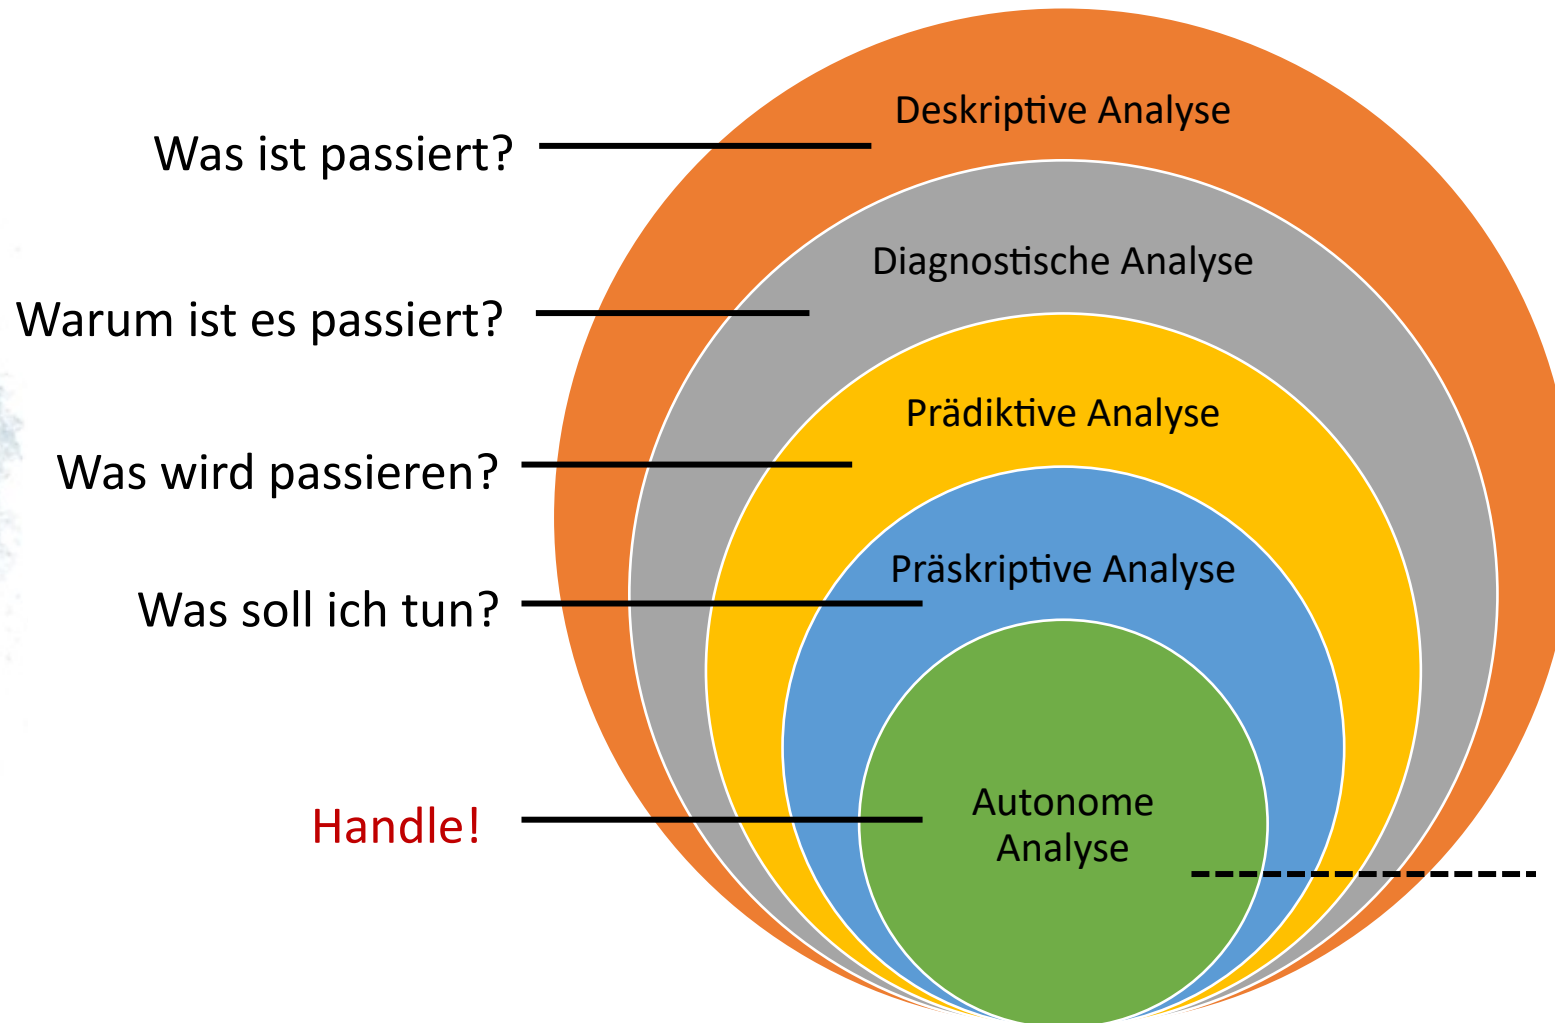 Deskriptive Analyse
Was ist passiert?
Diagnostische Analyse
Warum ist es passiert?
Prädiktive Analyse
Was wird passieren?
Präskriptive Analyse
Was soll ich tun?
Autonome
Analyse
Handle!